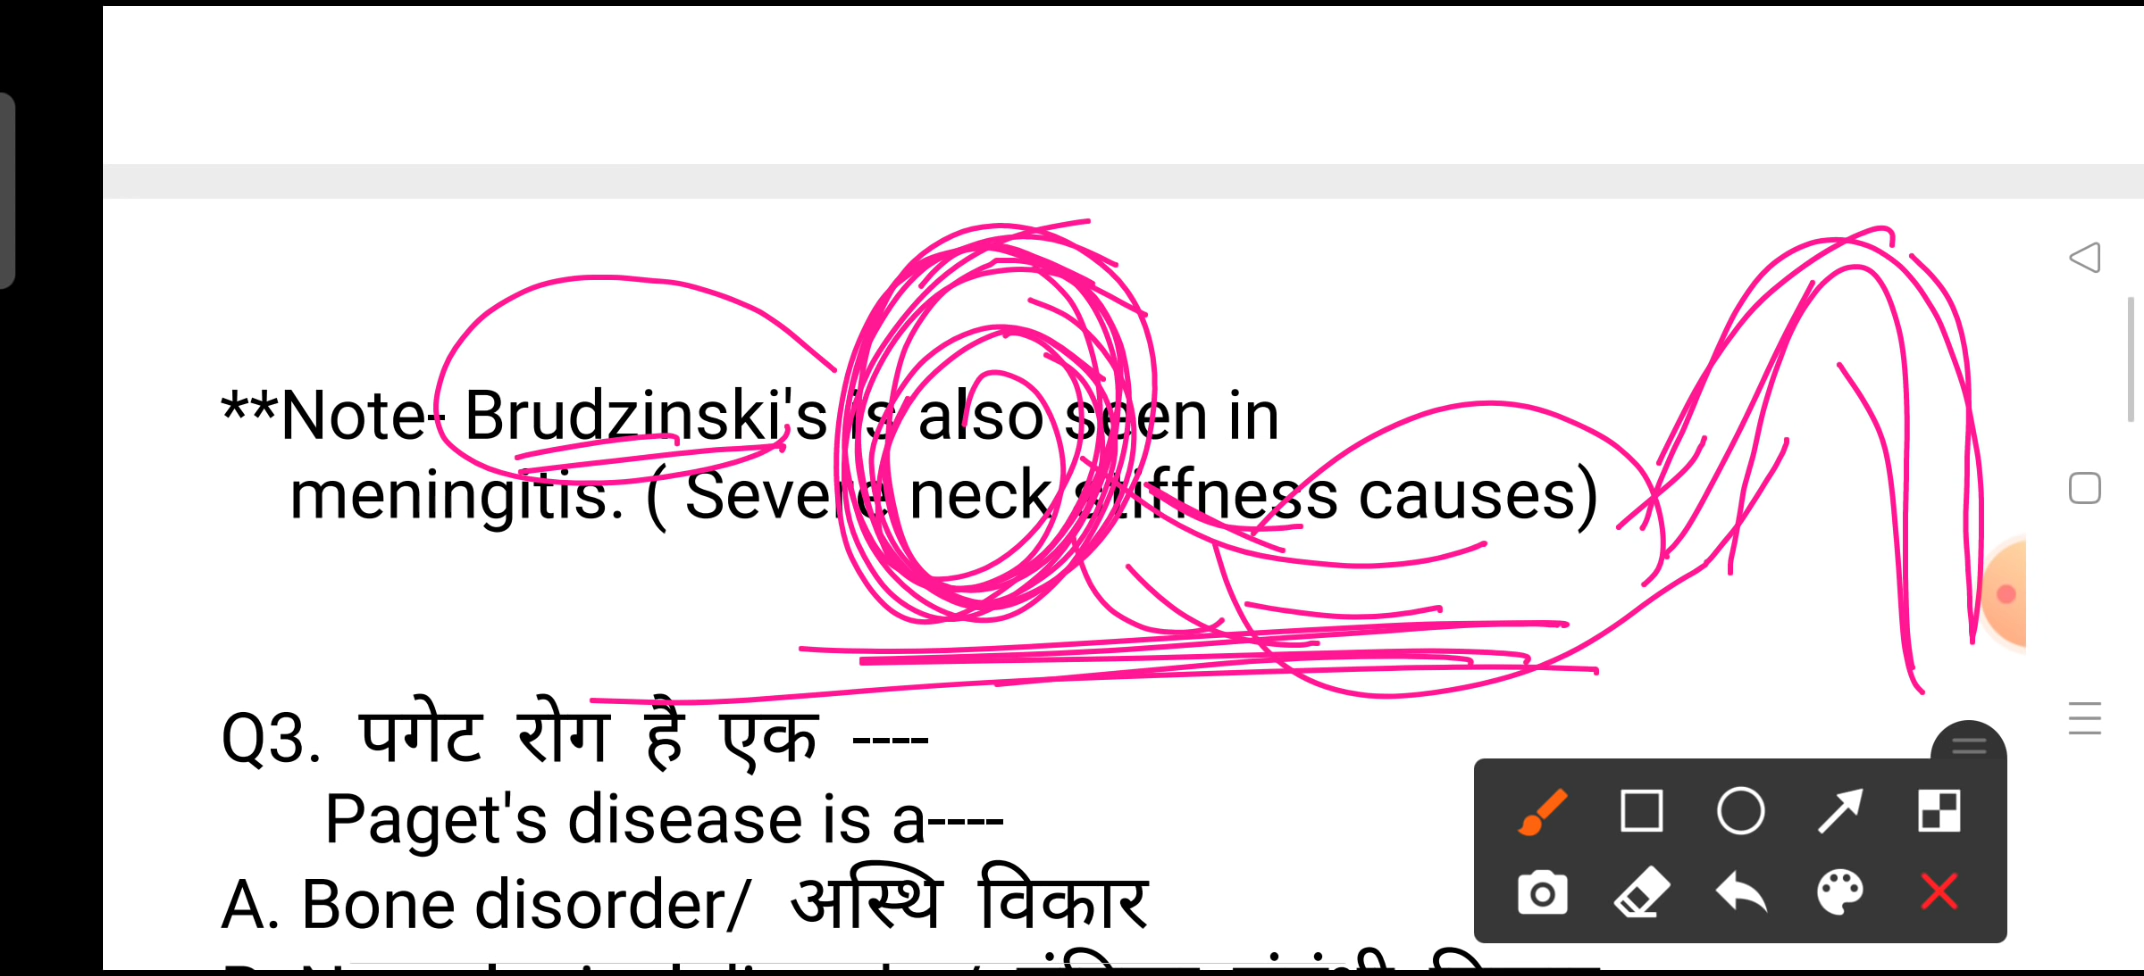 **Note- Brudzinski's is also seen in
meningitis. ( Severe neck stiffness causes)
Q3. पगेट रोग है एक ----
Paget's disease is a----
A. Bone disorder/ अस्थि विकार